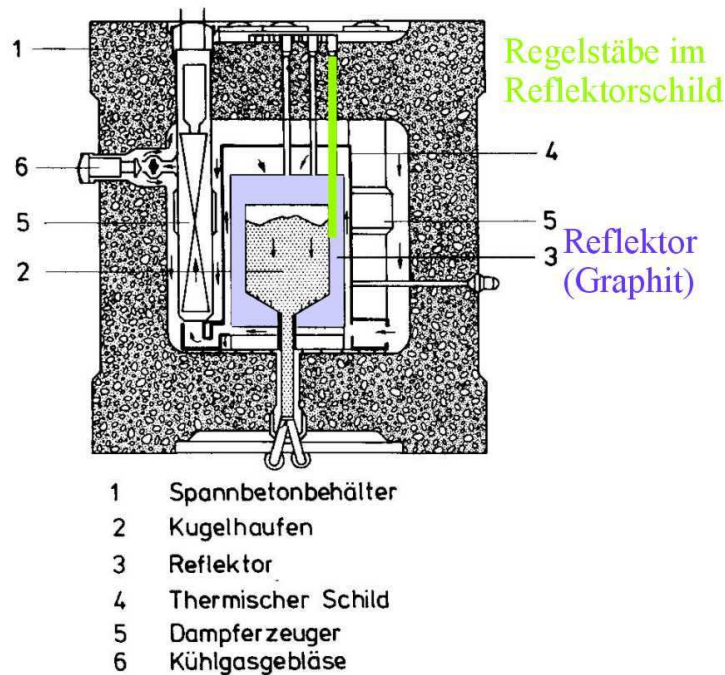 1
Regelstäbe im
Reflektorschild
4
6
5
5
Reflektor
(Graphit)
2
3
1 Spannbetonbehälter
2 Kugelhaufen
3 Reflektor
4 Thermischer Schild
5 Dampferzeuger
6 Kühlgasgebläse